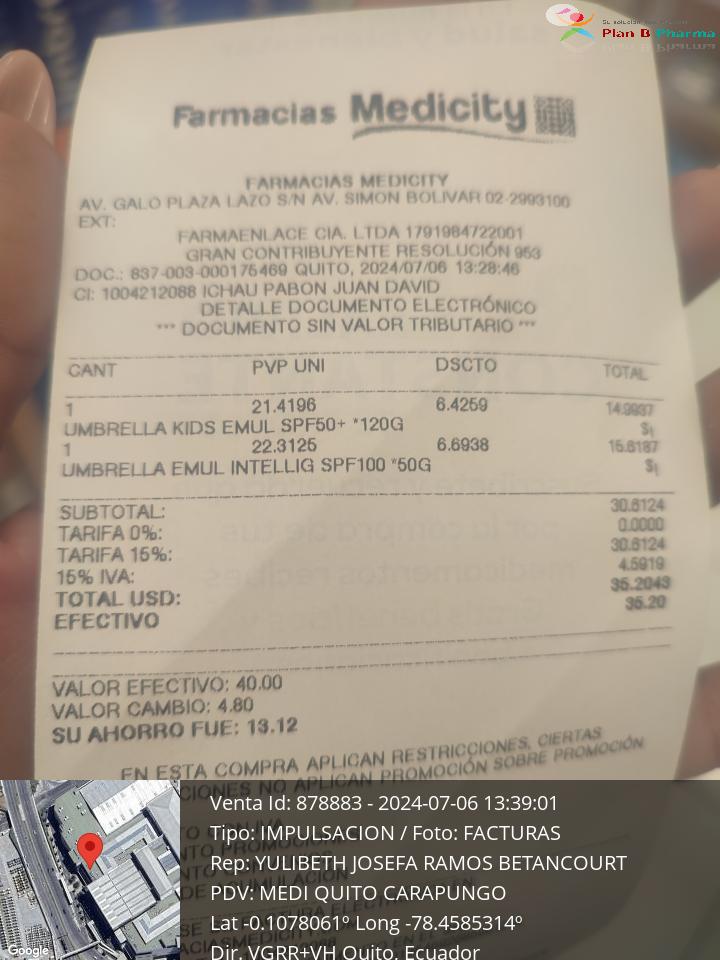 Su solución
Plan B Pharma
Farmacias Medicity
FARMACIAS MEDICITY
AV. GALO PLAZA LAZO S/N AV. SIMON BOLIVAR 02-2993100
EXT:
FARMAENLACE CIA. LTDA 1791984722001
GRAN CONTRIBUYENTE RESOLUCIÓN 953
DOC.: 837-003-000175469 QUITO, 2024/07/06 13:28:46
CI: 1004212088 ICHAU PABON JUAN DAVID
DETALLE DOCUMENTO ELECTRÓNICO
*** DOCUMENTO SIN VALOR TRIBUTARIO ***
CANT PVP UNI DSCTO TOTAL
1 21.4196 6.4259 14.9937
UMBRELLA KIDS EMUL SPF50+ *120G $i
1 22.3125 6.6938 15.6187
UMBRELLA EMUL INTELLIG SPF100 *50G $i
SUBTOTAL: 30.6124
TARIFA 0%: 0.0000
TARIFA 15%: 30.6124
15% IVA: 4.5919
TOTAL USD: 35.2043
EFECTIVO 35.20
VALOR EFECTIVO: 40.00
VALOR CAMBIO: 4.80
SU AHORRO FUE: 13.12
EN ESTA COMPRA APLICAN RESTRICCIONES, CIERTAS
CIONES NO APLICAN PROMOCIÓN SOBRE PROMOCIÓN
Venta Id: 878883 - 2024-07-06 13:39:01
Tipo: IMPULSACION / Foto: FACTURAS
Rep: YULIBETH JOSEFA RAMOS BETANCOURT
PDV: MEDI QUITO CARAPUNGO
Lat -0.1078061º Long -78.4585314º
Dir. VGRR+VH Quito, Ecuador
Google